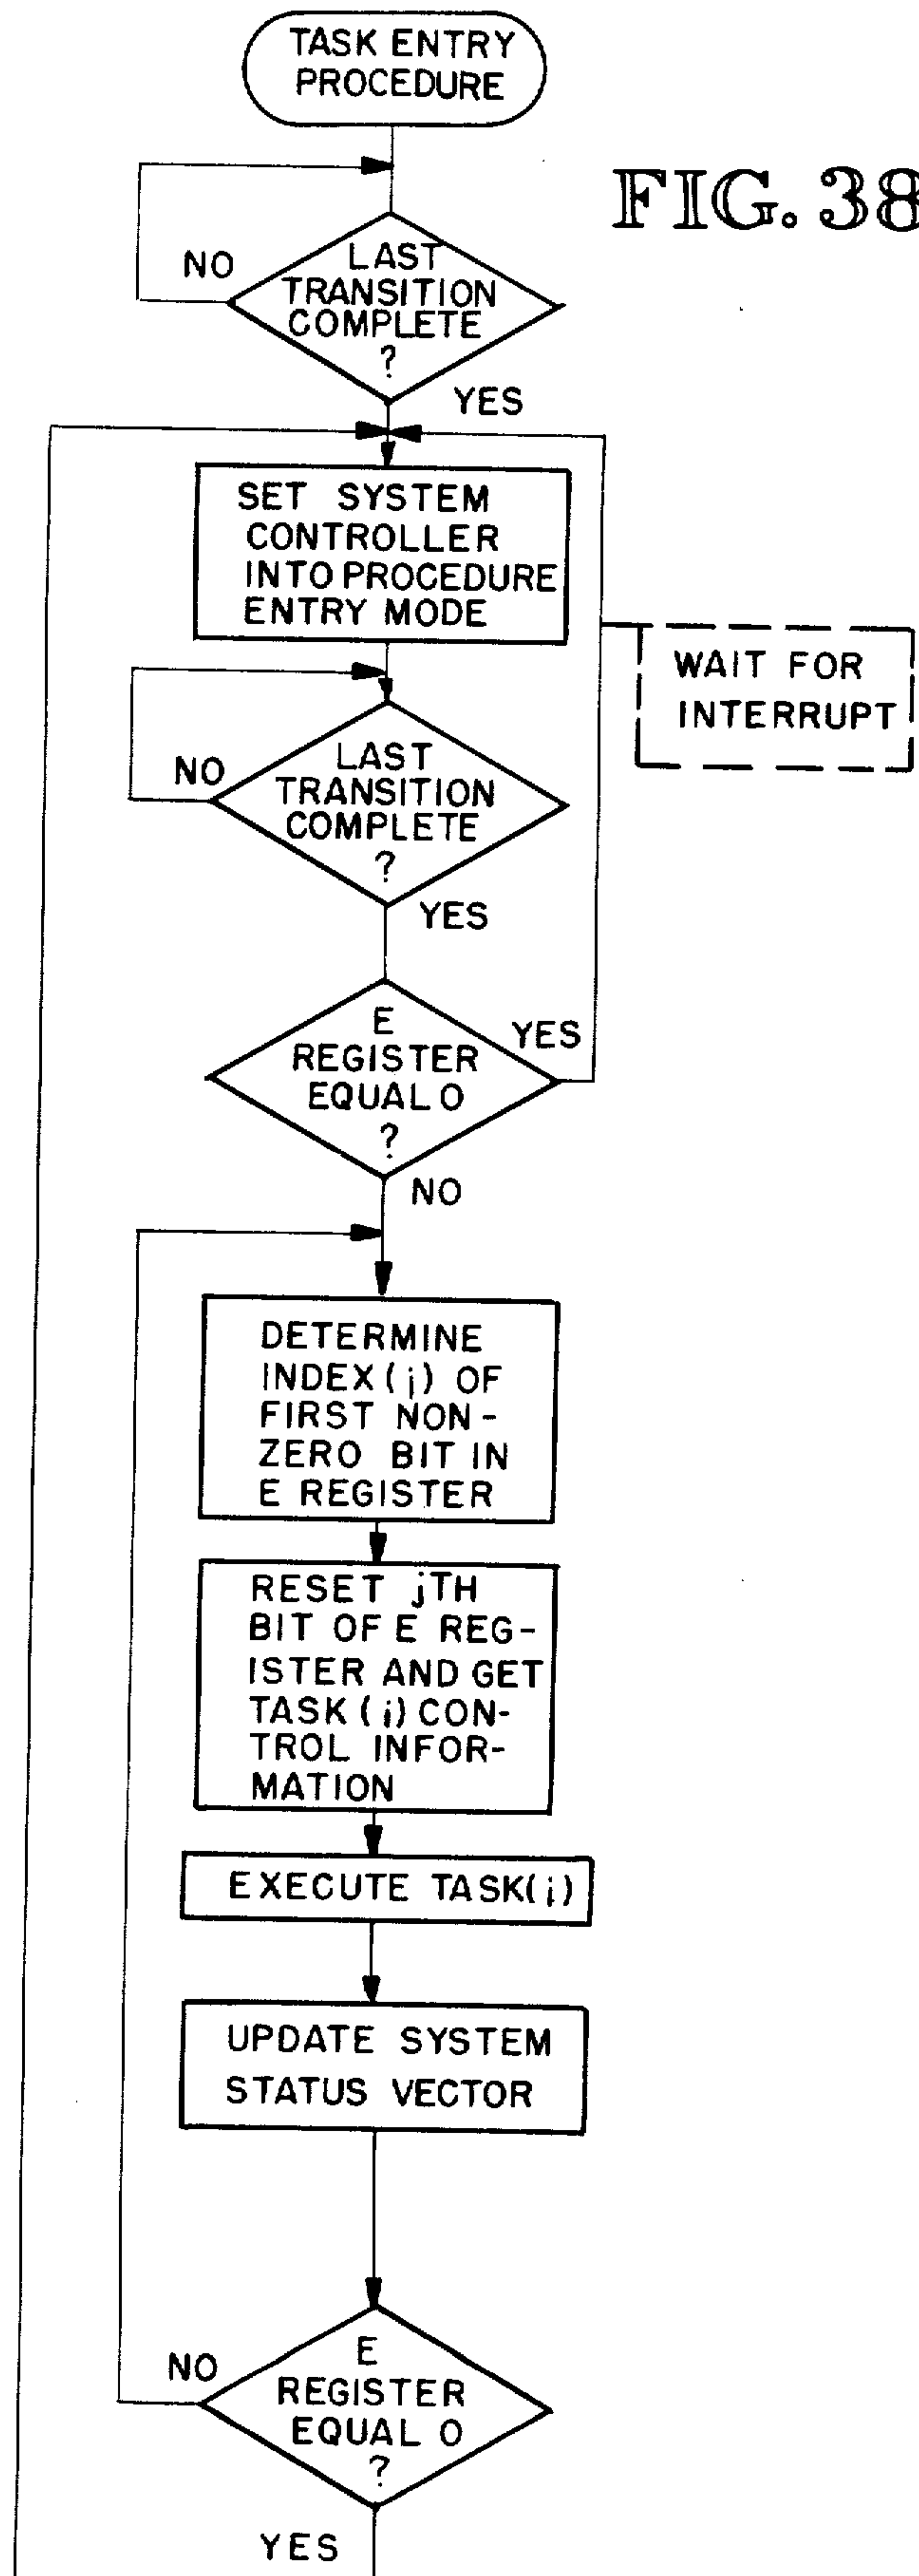 TASK ENTRY
PROCEDURE
FIG. 38
NO
LAST
TRANSITION
COMPLETE
?
YES
SET SYSTEM
CONTROLLER
INTO PROCEDURE
ENTRY MODE
WAIT FOR
INTERRUPT
NO
LAST
TRANSITION
COMPLETE
?
YES
E
REGISTER
EQUAL 0
?
YES
NO
DETERMINE
INDEX (j) OF
FIRST NON-
ZERO BIT IN
E REGISTER
RESET jTH
BIT OF E REG-
ISTER AND GET
TASK (j) CON-
TROL INFOR-
MATION
EXECUTE TASK(j)
UPDATE SYSTEM
STATUS VECTOR
NO
E
REGISTER
EQUAL 0
?
YES